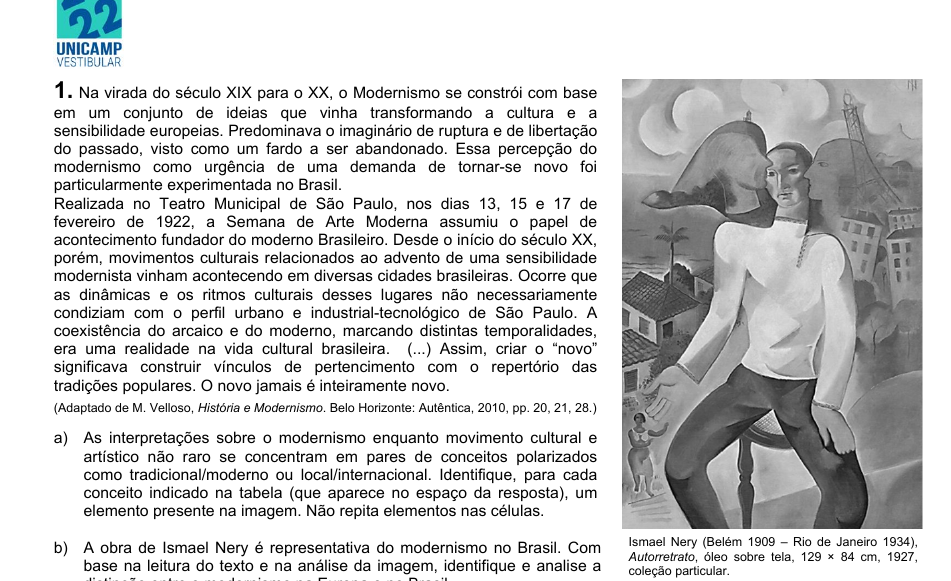 22
UNICAMP
VESTIBULAR
1. Na virada do século XIX para o XX, o Modernismo se constrói com base
em um conjunto de ideias que vinha transformando a cultura e a
sensibilidade europeias. Predominava o imaginário de ruptura e de libertação
do passado, visto como um fardo a ser abandonado. Essa percepção do
modernismo como urgência de uma demanda de tornar-se novo foi
particularmente experimentada no Brasil.
Realizada no Teatro Municipal de São Paulo, nos dias 13, 15 e 17 de
fevereiro de 1922, a Semana de Arte Moderna assumiu o papel de
acontecimento fundador do moderno Brasileiro. Desde o início do século XX,
porém, movimentos culturais relacionados ao advento de uma sensibilidade
modernista vinham acontecendo em diversas cidades brasileiras. Ocorre que
as dinâmicas e os ritmos culturais desses lugares não necessariamente
condiziam com o perfil urbano e industrial-tecnológico de São Paulo. A
coexistência do arcaico e do moderno, marcando distintas temporalidades,
era uma realidade na vida cultural brasileira. (...) Assim, criar o “novo”
significava construir vínculos de pertencimento com o repertório das
tradições populares. O novo jamais é inteiramente novo.
(Adaptado de M. Velloso, História e Modernismo. Belo Horizonte: Autêntica, 2010, pp. 20, 21, 28.)
a) As interpretações sobre o modernismo enquanto movimento cultural e
artístico não raro se concentram em pares de conceitos polarizados
como tradicional/moderno ou local/internacional. Identifique, para cada
conceito indicado na tabela (que aparece no espaço da resposta), um
elemento presente na imagem. Não repita elementos nas células.
b) A obra de Ismael Nery é representativa do modernismo no Brasil. Com
base na leitura do texto e na análise da imagem, identifique e analise a
distinção entre o modernismo na Europa e no Brasil.
Ismael Nery (Belém 1909 – Rio de Janeiro 1934),
Autorretrato, óleo sobre tela, 129 × 84 cm, 1927,
coleção particular.